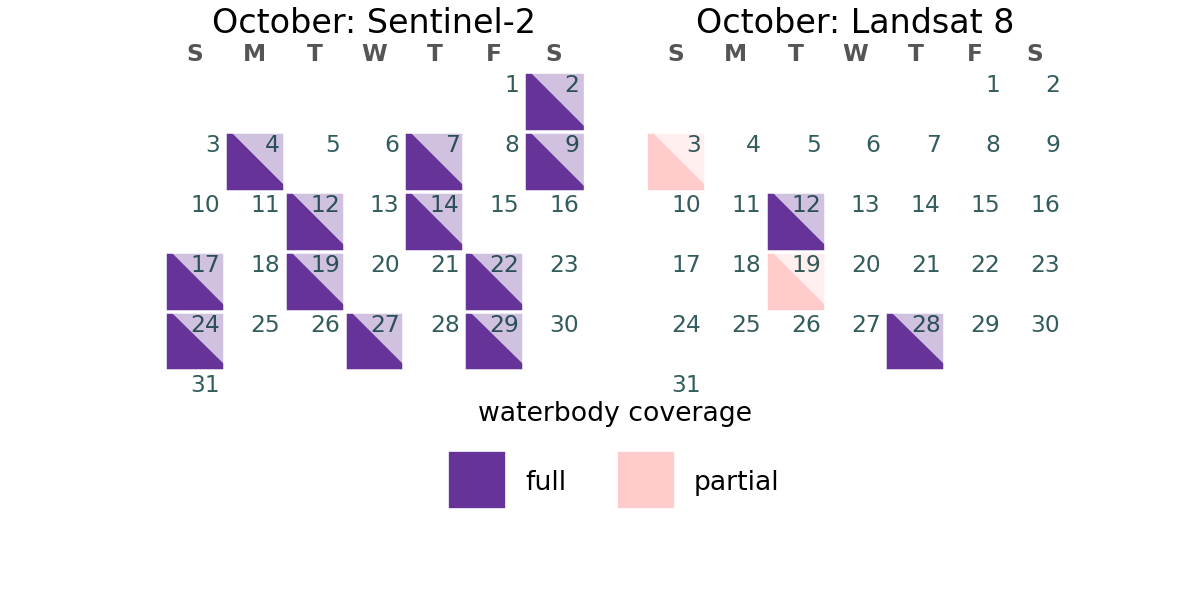 October: Sentinel-2
S M T W T F S
1 2
3 4 5 6 7 8 9
10 11 12 13 14 15 16
17 18 19 20 21 22 23
24 25 26 27 28 29 30
31
October: Landsat 8
S M T W T F S
1 2
3 4 5 6 7 8 9
10 11 12 13 14 15 16
17 18 19 20 21 22 23
24 25 26 27 28 29 30
31
waterbody coverage
full partial